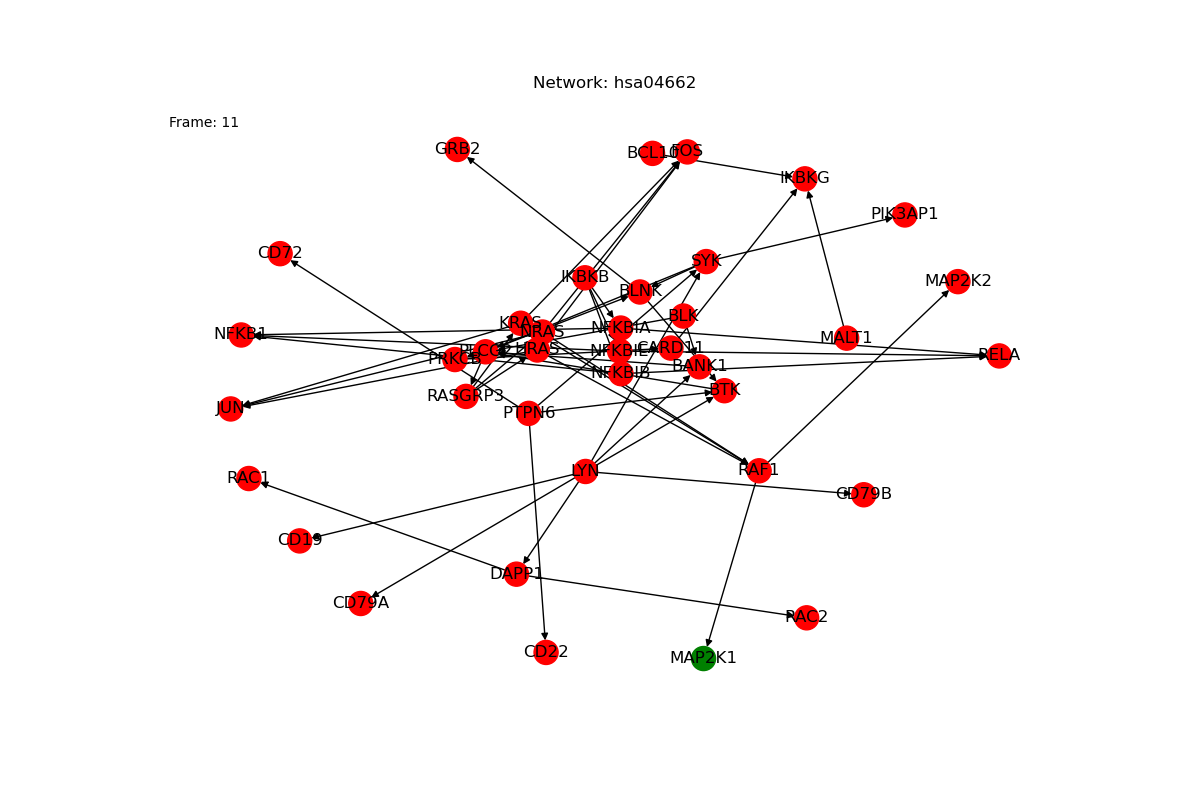 Network: hsa04662
Frame: 11
GRB2
BCL10
FOS
IKBKG
PIK3AP1
CD72
SYK
IKBKB
MAP2K2
BLNK
BLK
KRAS
NFKBIA
NRAS
NFKB1
MALT1
CARD11
HRAS
NFKBIE
RELA
PRKCB
BANK1
NFKBIB
BTK
RASGRP3
JUN
PTPN6
LYN
RAF1
RAC1
CD79B
CD19
DAPP1
CD79A
RAC2
CD22
MAP2K1